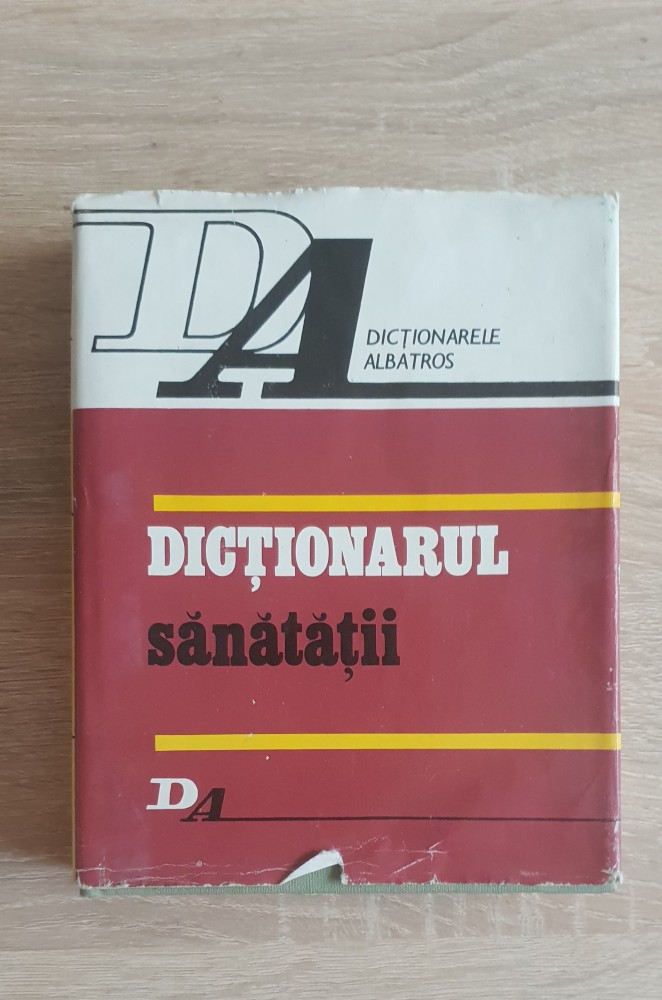 DA
DICȚIONARELE
ALBATROS
DICȚIONARUL
sănătății
DA